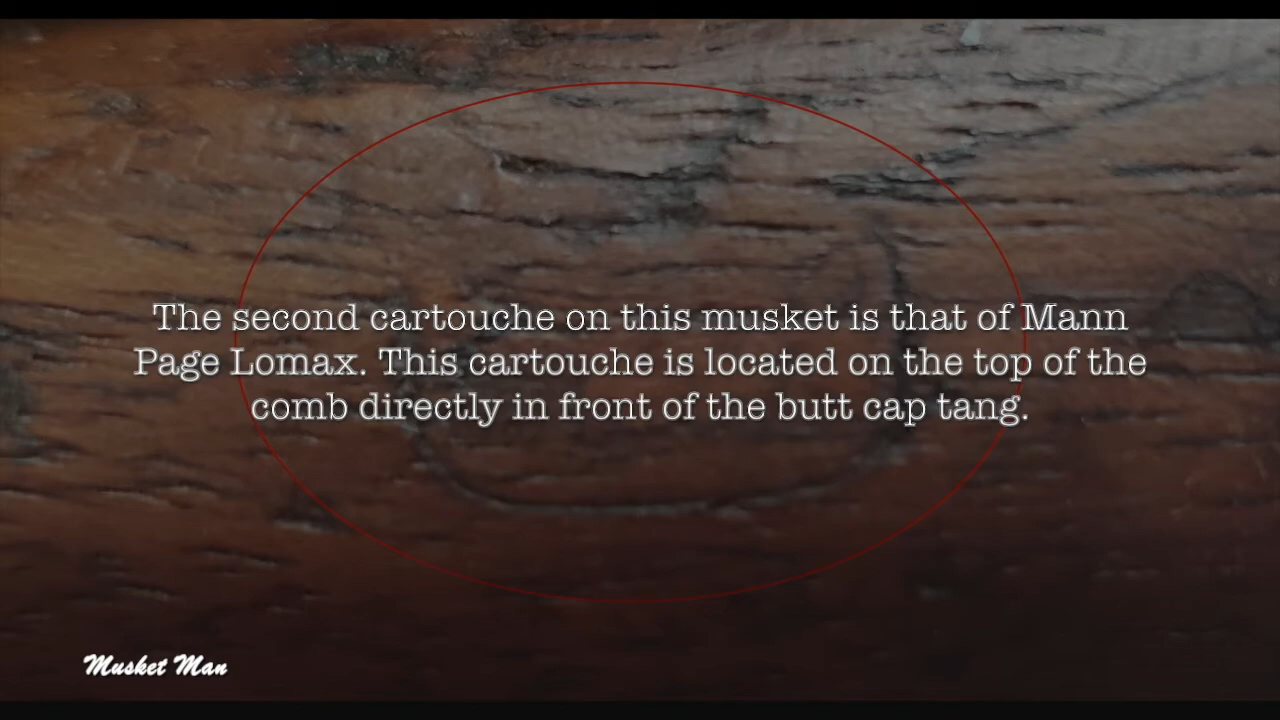 The second cartouche on this musket is that of Mann
Page Lomax. This cartouche is located on the top of the
comb directly in front of the butt cap tang.
Musket Man